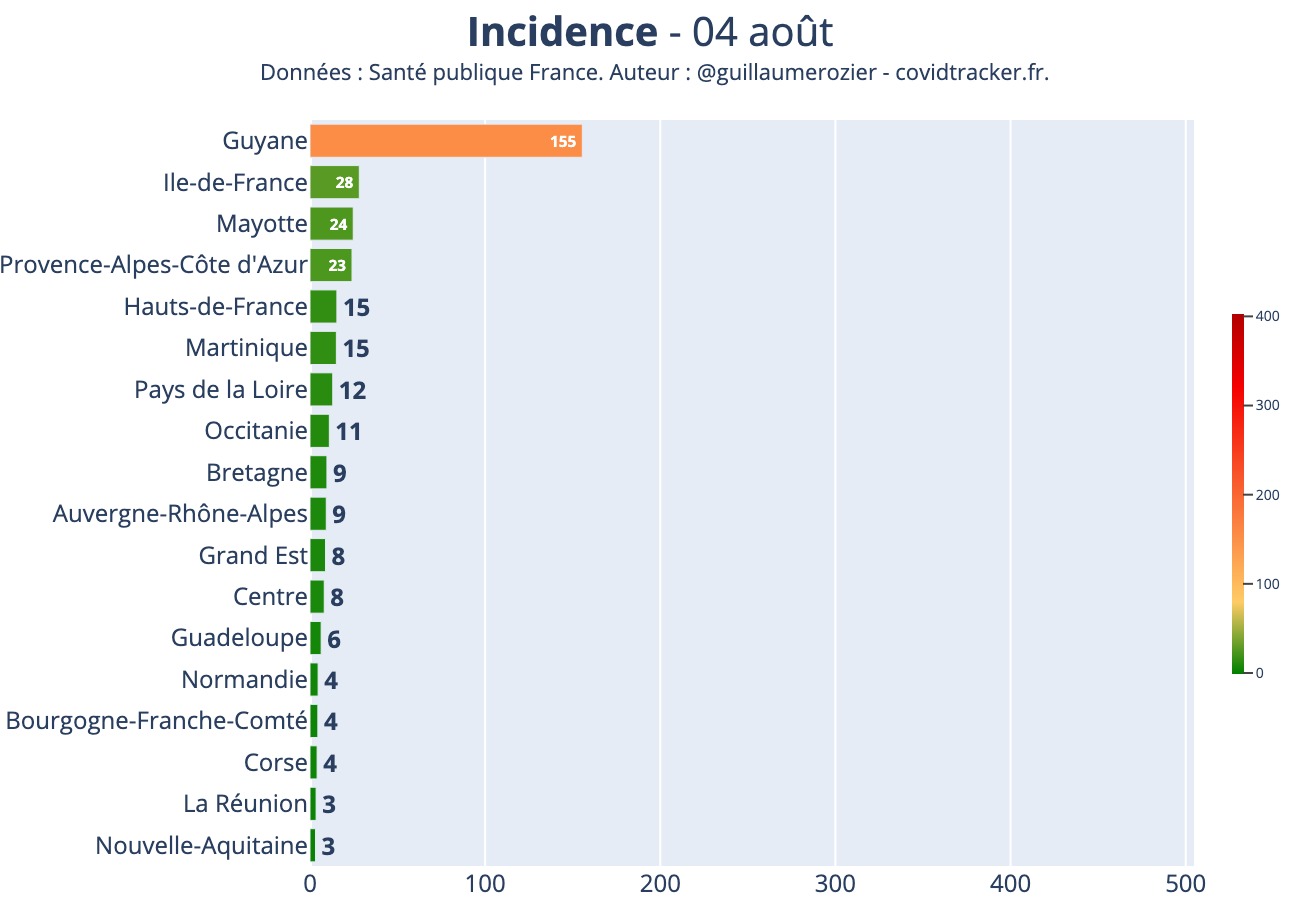 Incidence - 04 août
Données : Santé publique France. Auteur : @guillaumerozier - covidtracker.fr.
Guyane 155
Ile-de-France 28
Mayotte 24
Provence-Alpes-Côte d'Azur 23
Hauts-de-France 15
Martinique 15
Pays de la Loire 12
Occitanie 11
Bretagne 9
Auvergne-Rhône-Alpes 9
Grand Est 8
Centre 8
Guadeloupe 6
Normandie 4
Bourgogne-Franche-Comté 4
Corse 4
La Réunion 3
Nouvelle-Aquitaine 3
0 100 200 300 400 500
400
300
200
100
0